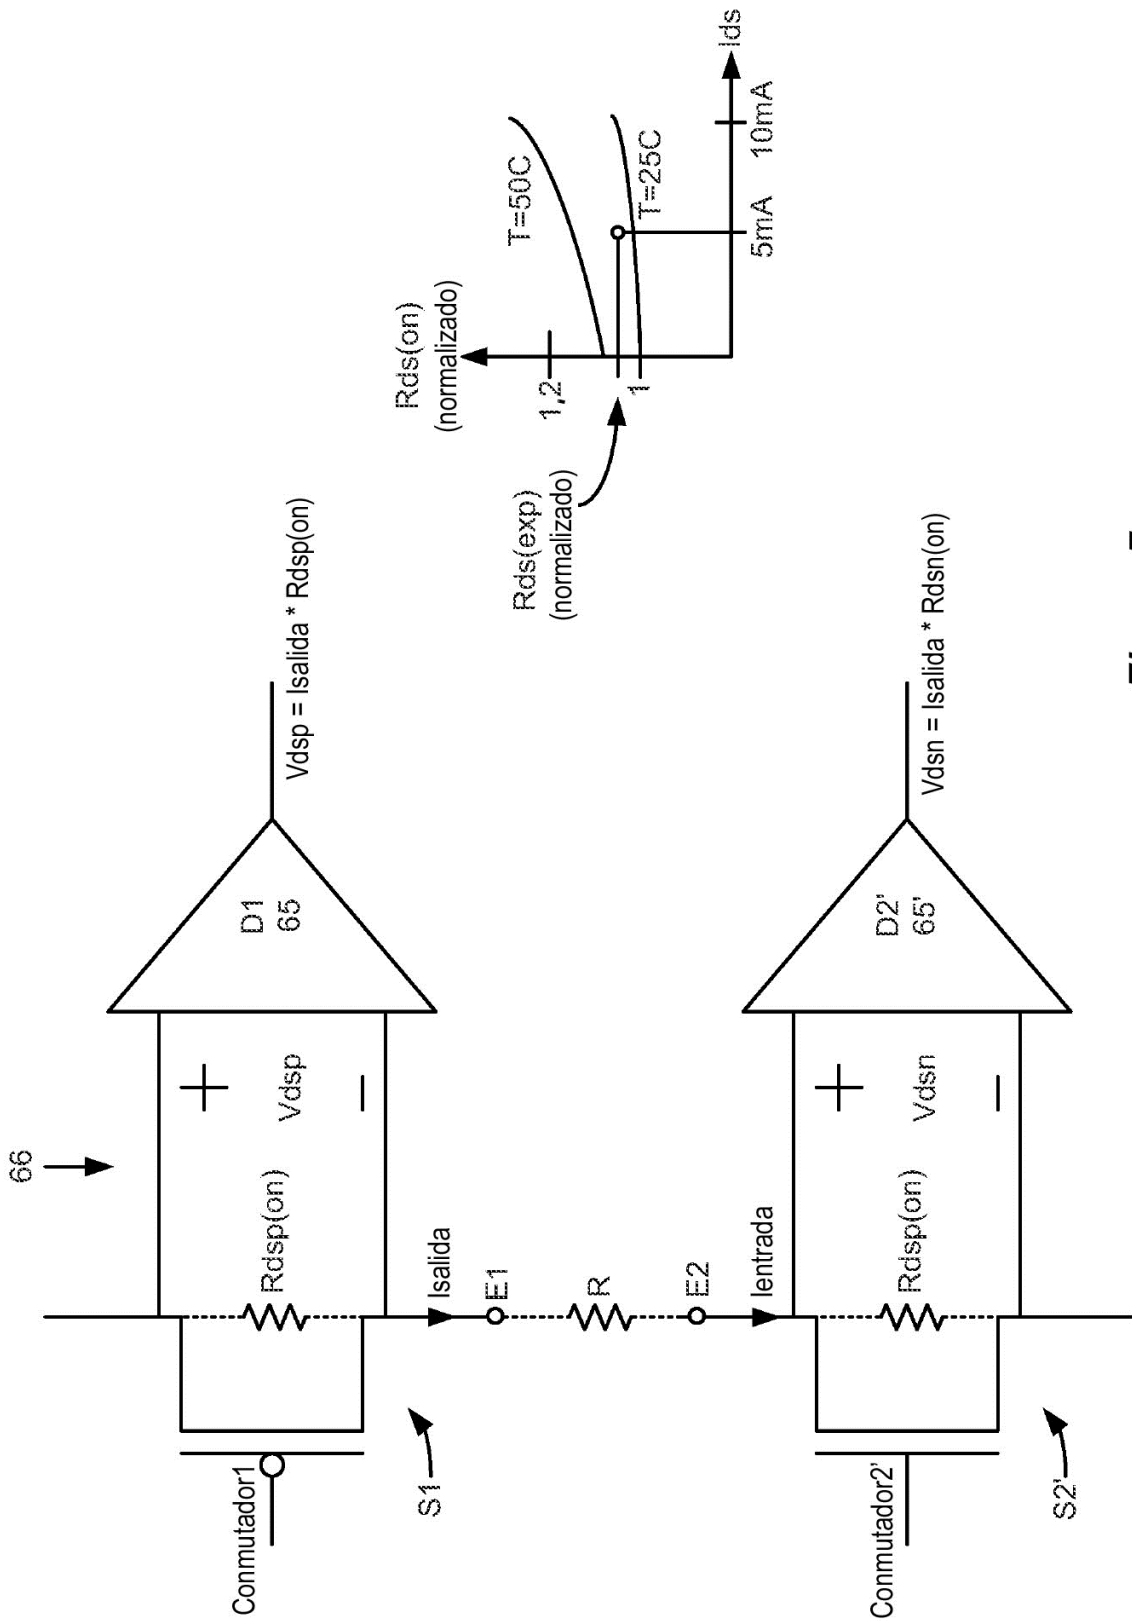 66
Conmutador1
S1
Rdsp(on)
+
Vdsp
–
D1
65
Vdsp = Isalida * Rdsp(on)
Isalida
E1
R
E2
Ientrada
Conmutador2'
S2'
Rdsp(on)
+
Vdsn
–
D2'
65'
Vdsn = Isalida * Rdsn(on)
Rds(on)
(normalizado)
Rds(exp)
(normalizado)
1,2
1
T=50C
T=25C
5mA
10mA
Ids